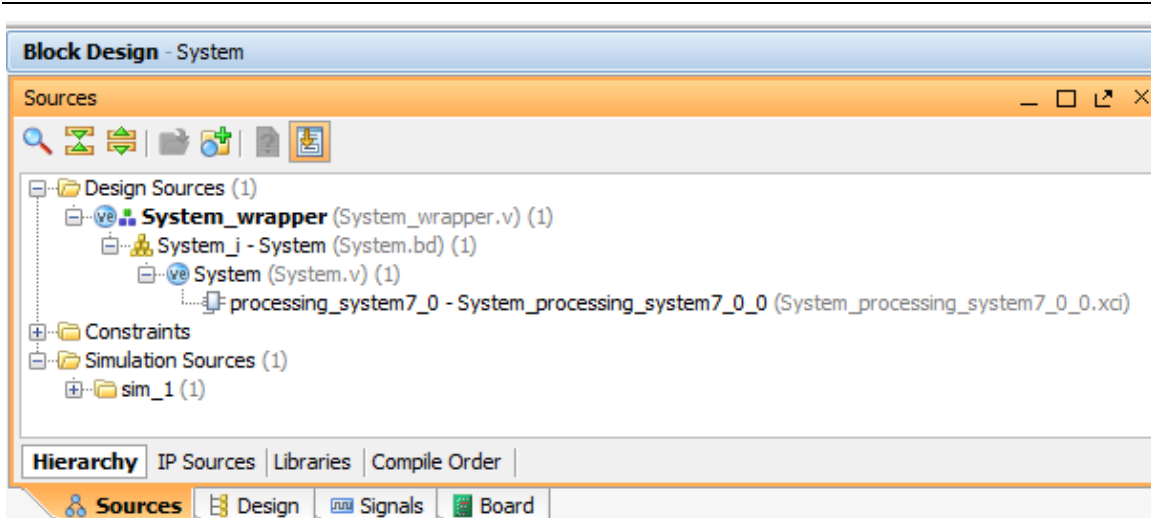 Block Design - System
Sources
Design Sources (1)
System_wrapper (System_wrapper.v) (1)
System_i - System (System.bd) (1)
System (System.v) (1)
processing_system7_0 - System_processing_system7_0_0 (System_processing_system7_0_0.xci)
Constraints
Simulation Sources (1)
sim_1 (1)
Hierarchy IP Sources Libraries Compile Order
Sources Design Signals Board